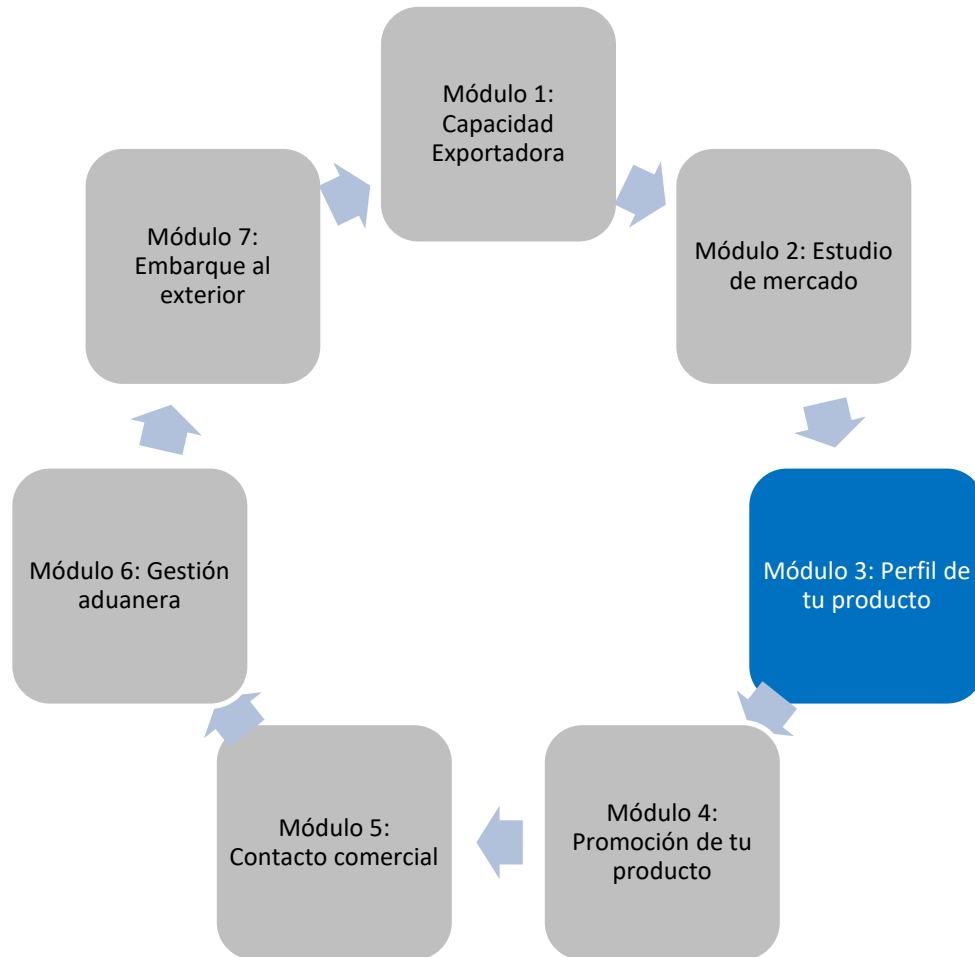 Módulo 1:
Capacidad
Exportadora
Módulo 2: Estudio
de mercado
Módulo 3: Perfil de
tu producto
Módulo 4:
Promoción de tu
producto
Módulo 5:
Contacto comercial
Módulo 6: Gestión
aduanera
Módulo 7:
Embarque al
exterior